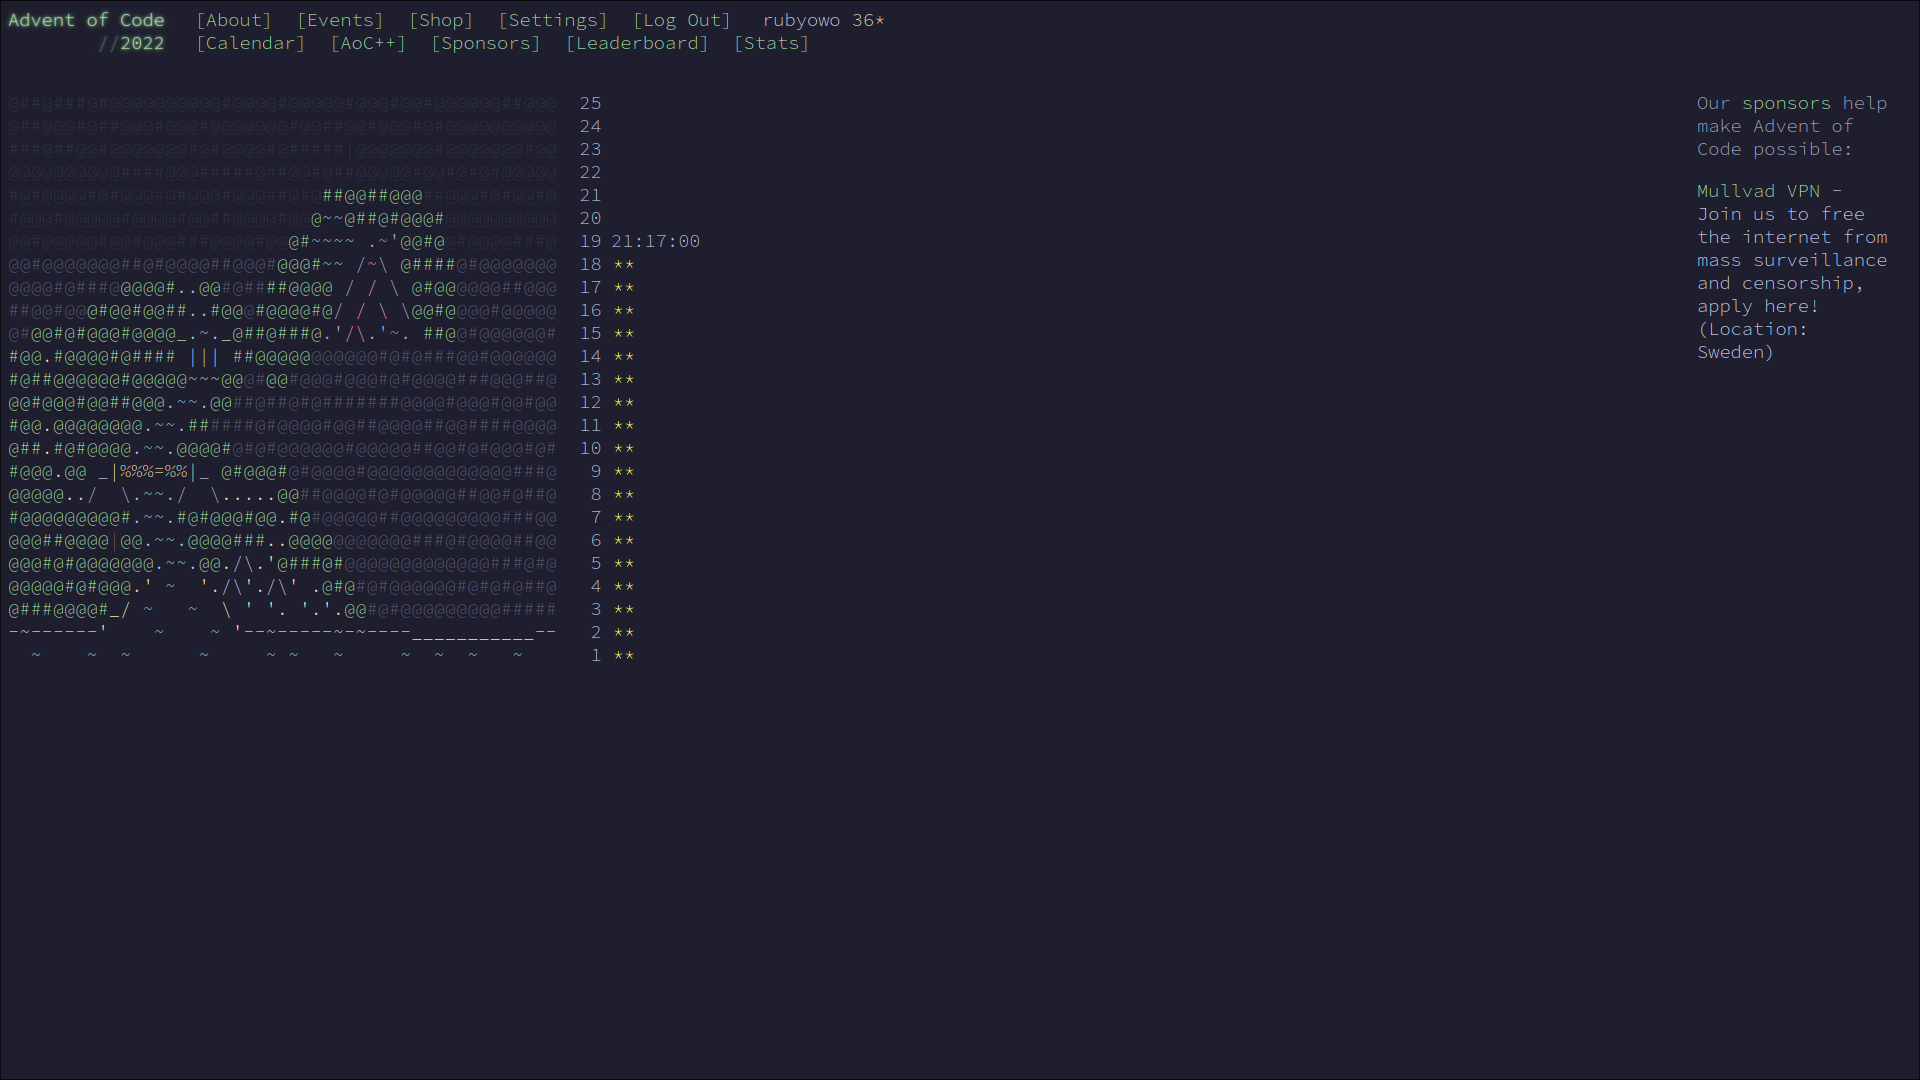 Advent of Code [About] [Events] [Shop] [Settings] [Log Out] rubyowo 36*
//2022 [Calendar] [AoC++] [Sponsors] [Leaderboard] [Stats]
25
24
23
22
21
20
19 21:17:00
18 **
17 **
16 **
15 **
14 **
13 **
12 **
11 **
10 **
9 **
8 **
7 **
6 **
5 **
4 **
3 **
2 **
1 **
Our sponsors help
make Advent of
Code possible:
Mullvad VPN -
Join us to free
the internet from
mass surveillance
and censorship,
apply here!
(Location:
Sweden)